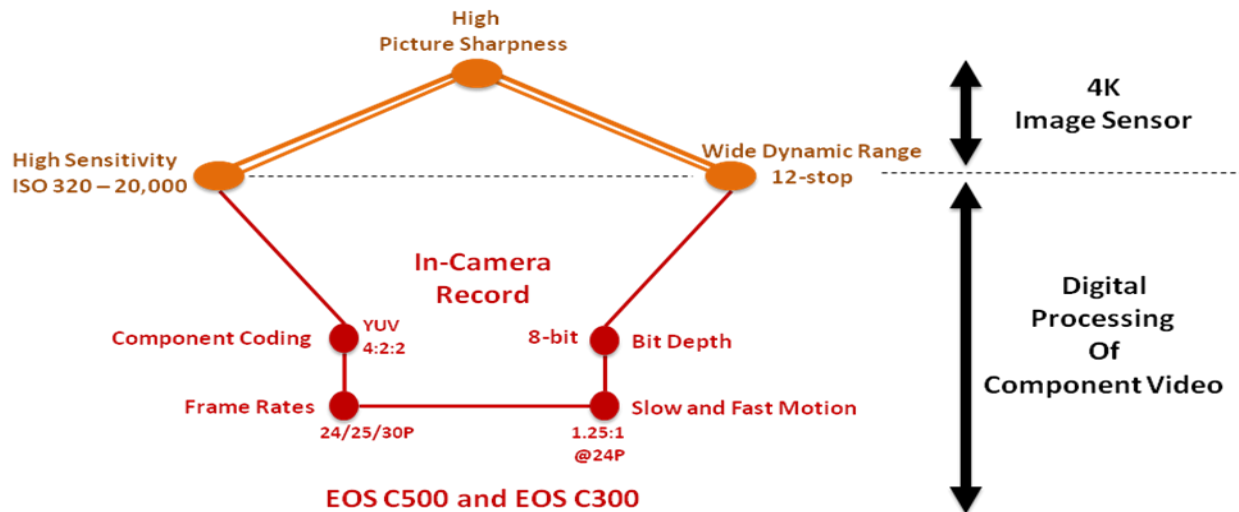 High
Picture Sharpness
4K
Image Sensor
High Sensitivity
ISO 320 – 20,000
Wide Dynamic Range
12-stop
In-Camera
Record
Component Coding
YUV
4:2:2
8-bit
Bit Depth
Digital
Processing
Of
Component Video
Frame Rates
24/25/30P
Slow and Fast Motion
1.25:1
@24P
EOS C500 and EOS C300